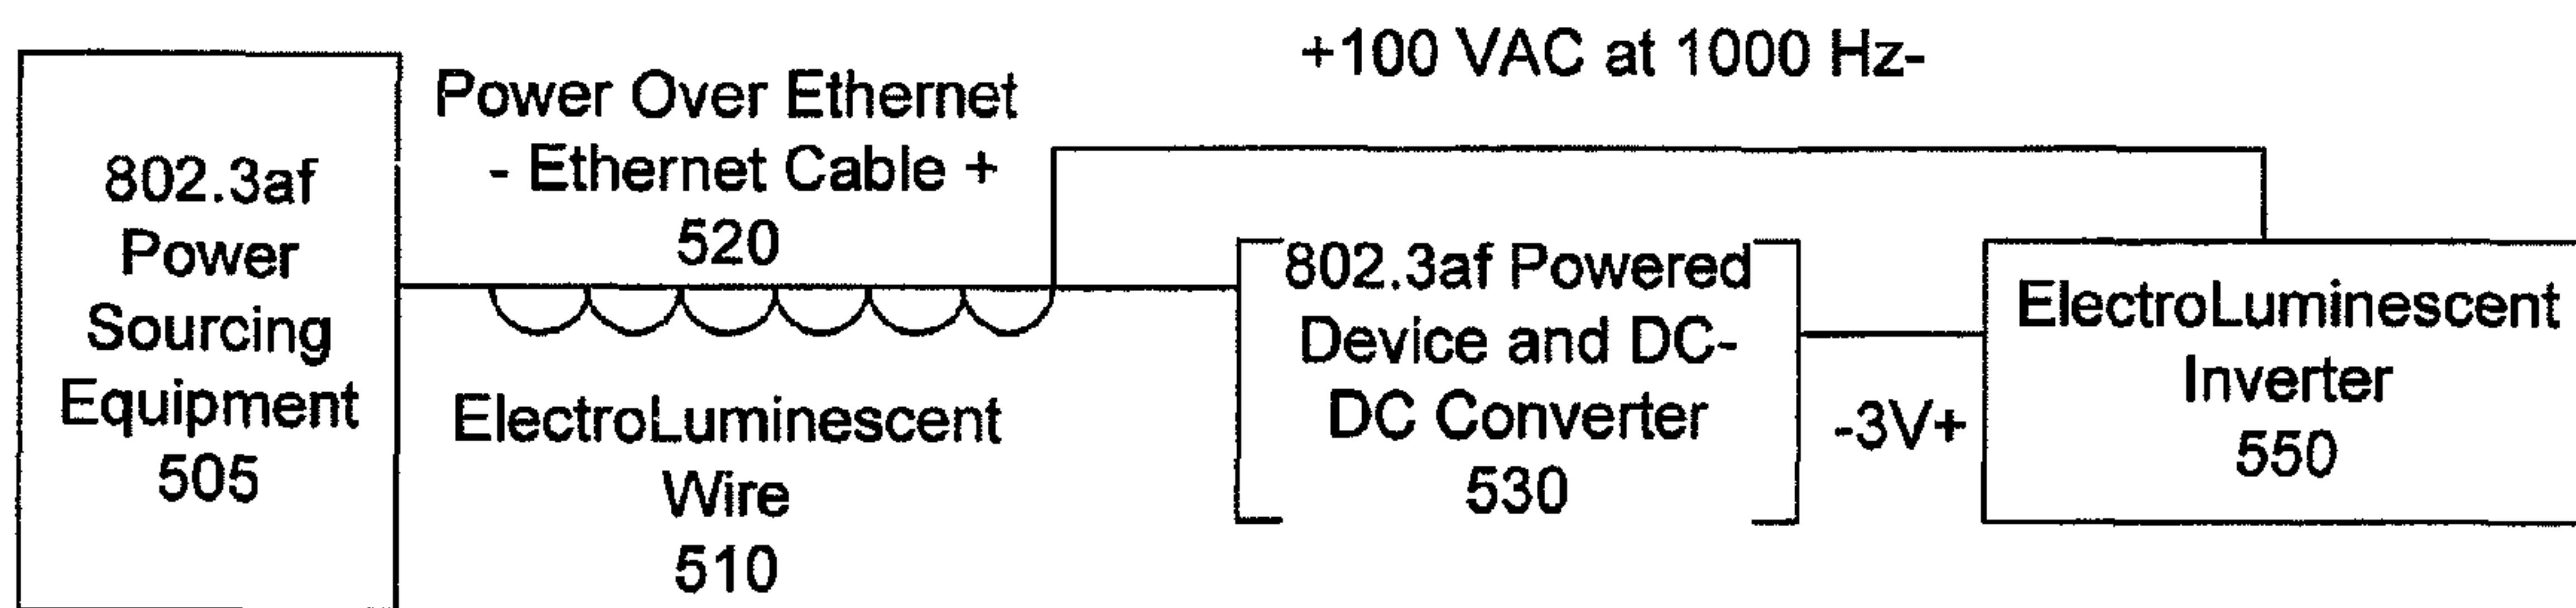 802.3af
Power
Sourcing
Equipment
505
Power Over Ethernet
- Ethernet Cable +
520
ElectroLuminescent
Wire
510
+100 VAC at 1000 Hz-
802.3af Powered
Device and DC-
DC Converter
530
-3V+
ElectroLuminescent
Inverter
550